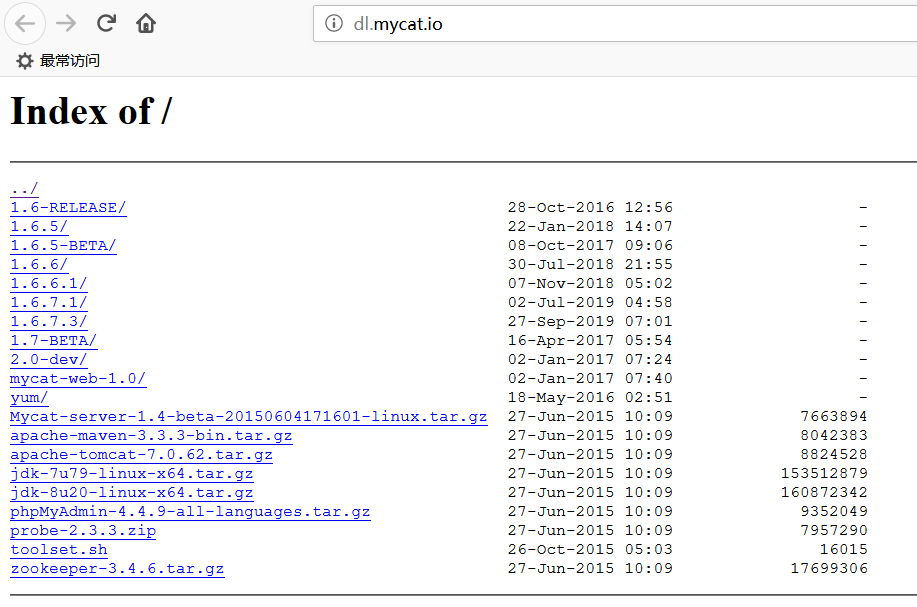 dl.mycat.io
最常访问
Index of /
../
1.6-RELEASE/ 28-Oct-2016 12:56 -
1.6.5/ 22-Jan-2018 14:07 -
1.6.5-BETA/ 08-Oct-2017 09:06 -
1.6.6/ 30-Jul-2018 21:55 -
1.6.6.1/ 07-Nov-2018 05:02 -
1.6.7.1/ 02-Jul-2019 04:58 -
1.6.7.3/ 27-Sep-2019 07:01 -
1.7-BETA/ 16-Apr-2017 05:54 -
2.0-dev/ 02-Jan-2017 07:24 -
mycat-web-1.0/ 02-Jan-2017 07:40 -
yum/ 18-May-2016 02:51 -
Mycat-server-1.4-beta-20150604171601-linux.tar.gz 27-Jun-2015 10:09 7663894
apache-maven-3.3.3-bin.tar.gz 27-Jun-2015 10:09 8042383
apache-tomcat-7.0.62.tar.gz 27-Jun-2015 10:09 8824528
jdk-7u79-linux-x64.tar.gz 27-Jun-2015 10:09 153512879
jdk-8u20-linux-x64.tar.gz 27-Jun-2015 10:09 160872342
phpMyAdmin-4.4.9-all-languages.tar.gz 27-Jun-2015 10:09 9352049
probe-2.3.3.zip 27-Jun-2015 10:09 7957290
toolset.sh 26-Oct-2015 05:03 16015
zookeeper-3.4.6.tar.gz 27-Jun-2015 10:09 17699306